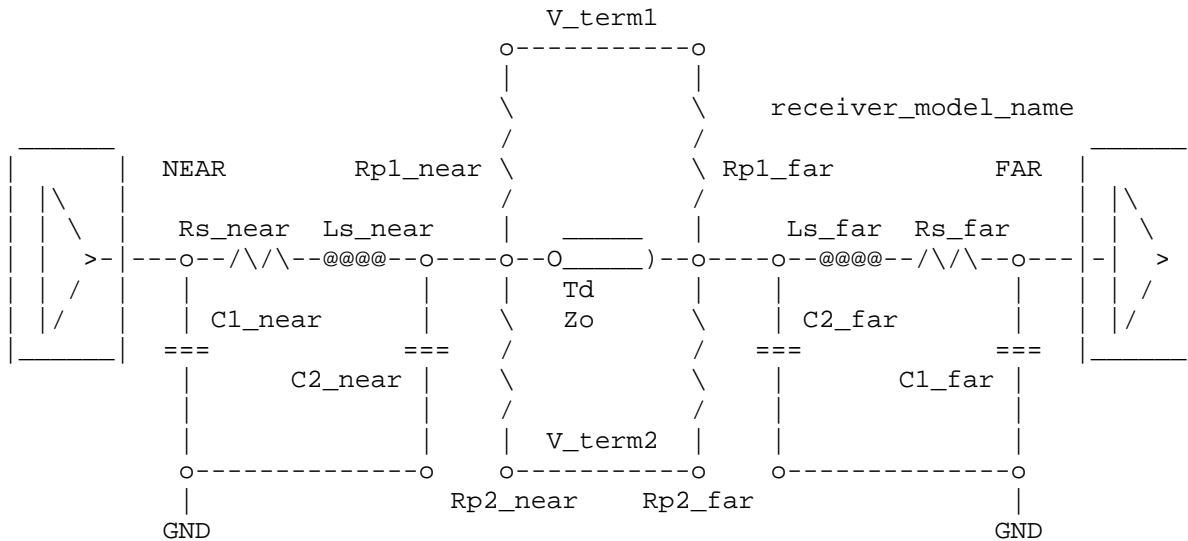 V_term1
receiver_model_name
NEAR Rp1_near Rp1_far FAR
Rs_near Ls_near Ls_far Rs_far
Td
C1_near Zo C2_far
C2_near C1_far
V_term2
Rp2_near Rp2_far
GND GND